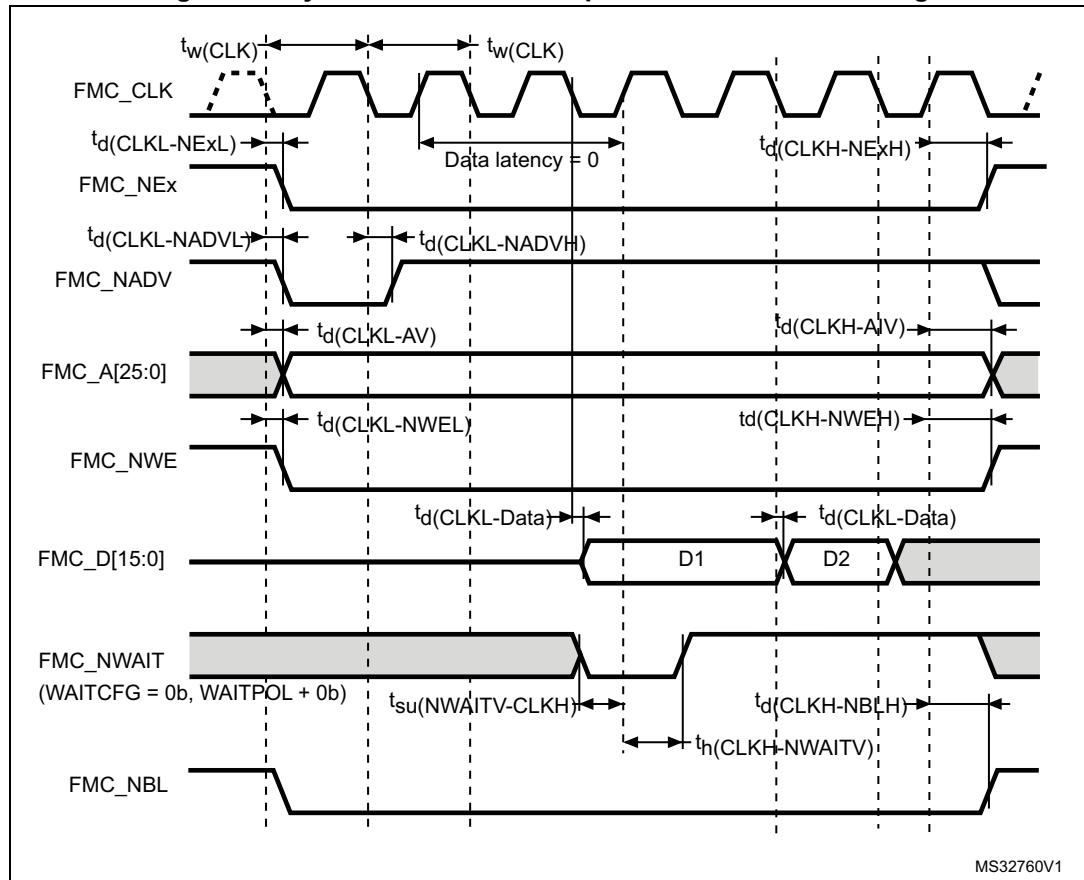 tw(CLK) tw(CLK)
FMC_CLK
Data latency = 0
td(CLKL-NExL) td(CLKH-NExH)
FMC_NEx
td(CLKL-NADVL) td(CLKL-NADVH)
FMC_NADV
td(CLKL-AV) td(CLKH-AIV)
FMC_A[25:0]
td(CLKL-NWEL) td(CLKH-NWEH)
FMC_NWE
td(CLKL-Data) td(CLKL-Data)
FMC_D[15:0] D1 D2
FMC_NWAIT
(WAITCFG = 0b, WAITPOL + 0b)
tsu(NWAITV-CLKH) td(CLKH-NBLH)
th(CLKH-NWAITV)
FMC_NBL
MS32760V1